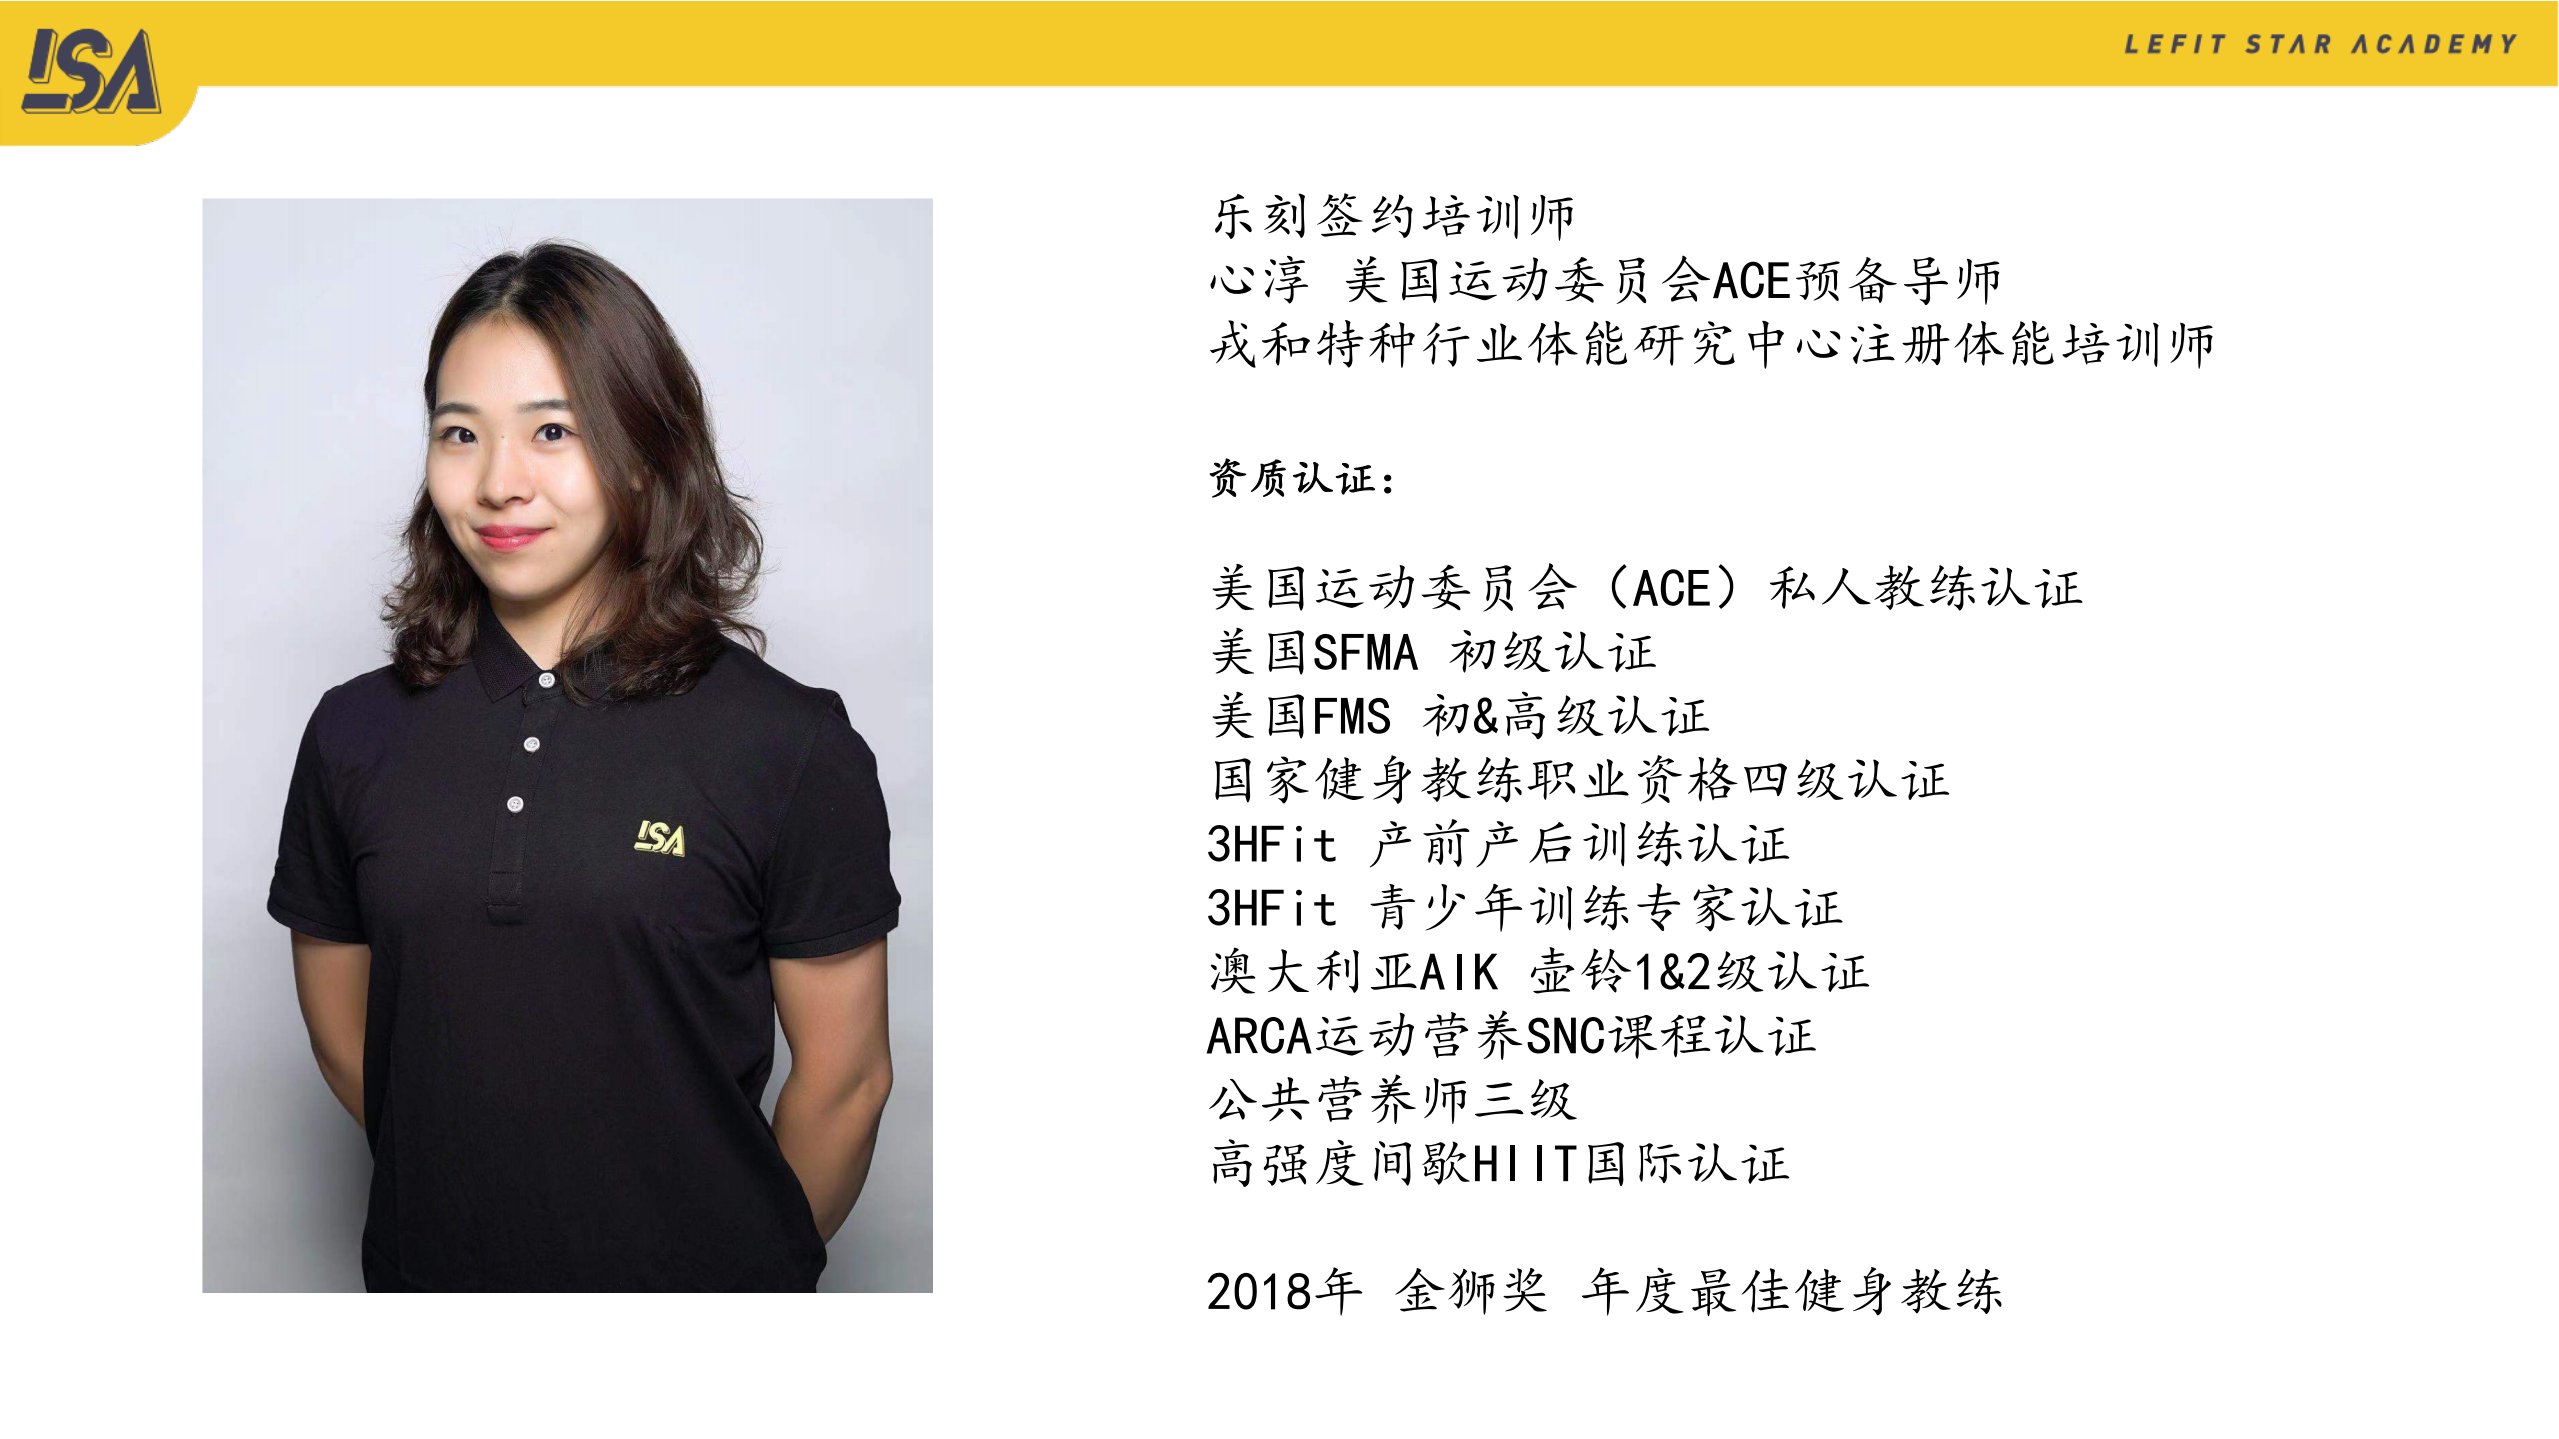 LSA
LEFIT STAR ACADEMY
乐刻签约培训师
心淳 美国运动委员会ACE预备导师
戎和特种行业体能研究中心注册体能培训师
资质认证：
美国运动委员会（ACE）私人教练认证
美国SFMA 初级认证
美国FMS 初&高级认证
国家健身教练职业资格四级认证
3HFit 产前产后训练认证
3HFit 青少年训练专家认证
澳大利亚AIK 壶铃1&2级认证
ARCA运动营养SNC课程认证
公共营养师三级
高强度间歇HIIT国际认证
2018年 金狮奖 年度最佳健身教练
LSA